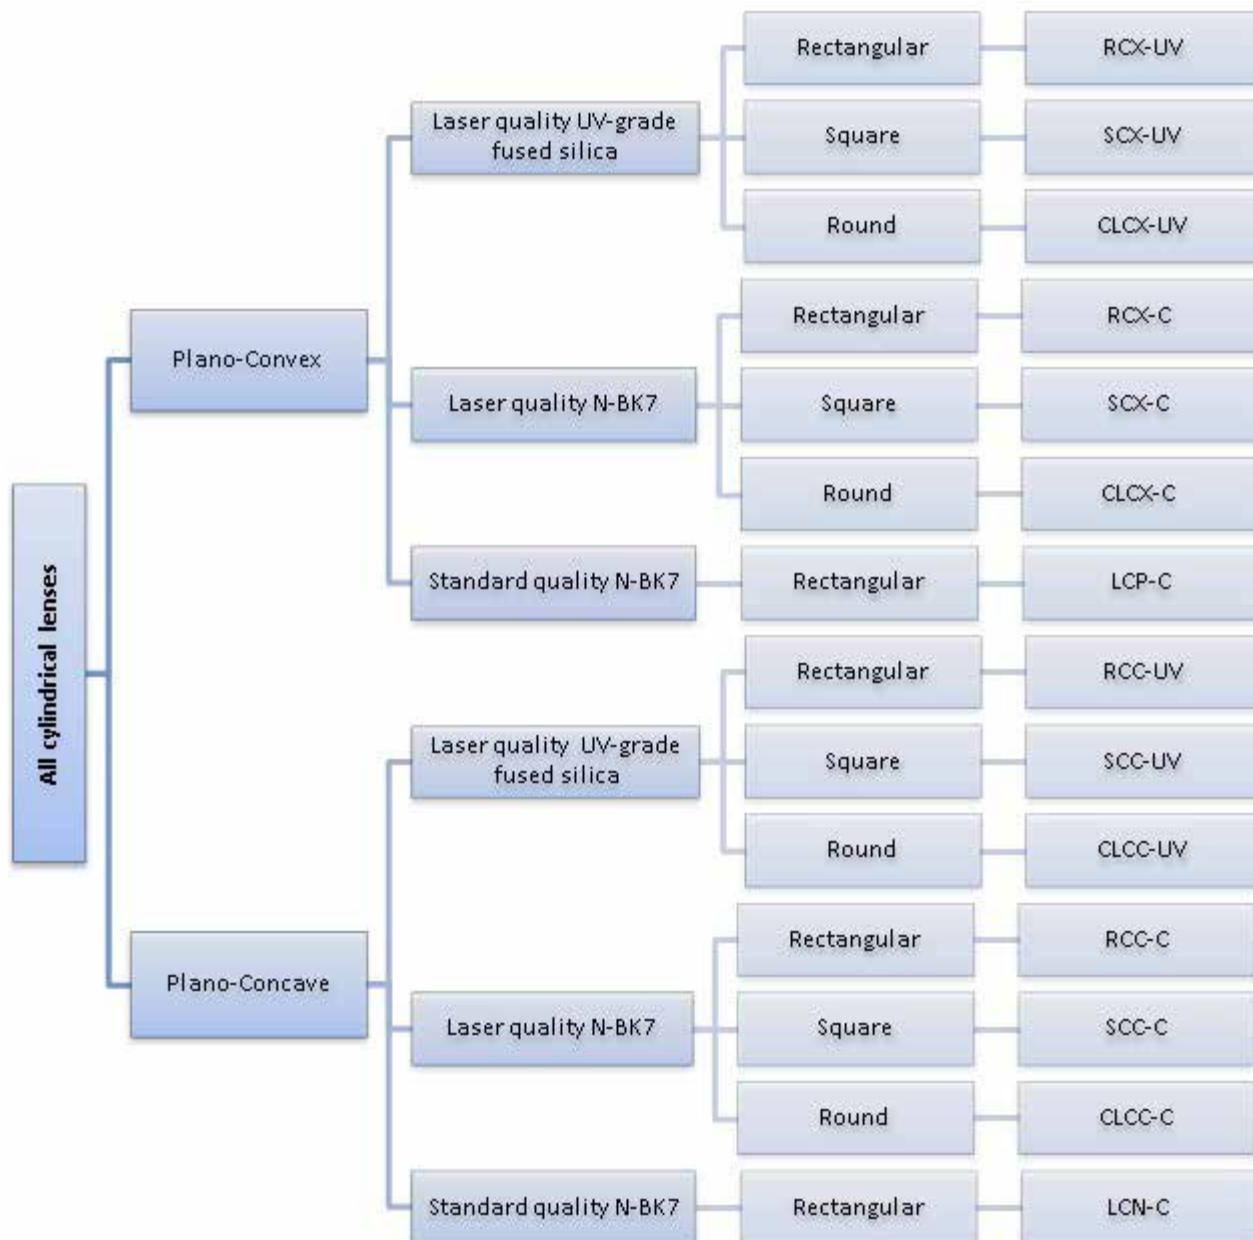 All cylindrical lenses
Plano-Convex
Laser quality UV-grade
fused silica
Rectangular
RCX-UV
Square
SCX-UV
Round
CLCX-UV
Laser quality N-BK7
Rectangular
RCX-C
Square
SCX-C
Round
CLCX-C
Standard quality N-BK7
Rectangular
LCP-C
Plano-Concave
Laser quality UV-grade
fused silica
Rectangular
RCC-UV
Square
SCC-UV
Round
CLCC-UV
Laser quality N-BK7
Rectangular
RCC-C
Square
SCC-C
Round
CLCC-C
Standard quality N-BK7
Rectangular
LCN-C